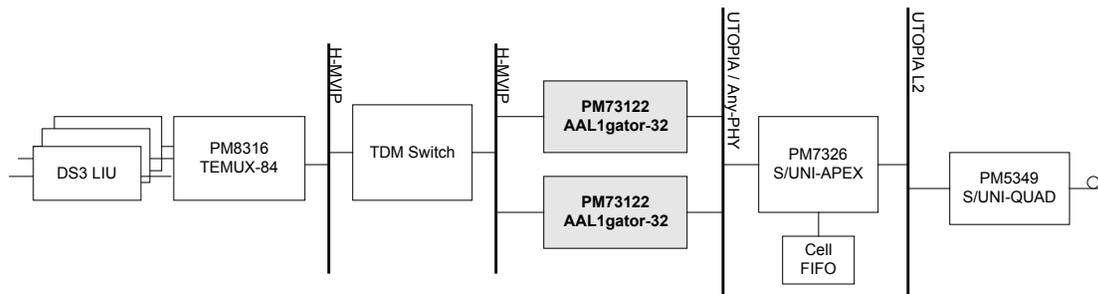 DS3 LIU
PM8316
TEMUX-84
H-MVIP
TDM Switch
H-MVIP
PM73122
AAL1gator-32
PM73122
AAL1gator-32
UTOPIA / Any-PHY
PM7326
S/UNI-APEX
Cell
FIFO
UTOPIA L2
PM5349
S/UNI-QUAD